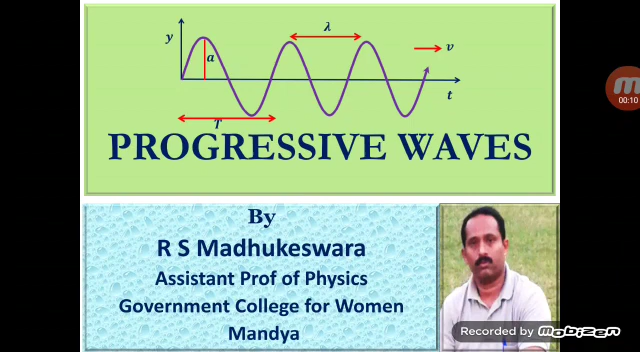 λ
y
a
v
t
T
PROGRESSIVE WAVES
By
R S Madhukeswara
Assistant Prof of Physics
Government College for Women
Mandya
00:10
Recorded by Mobizen